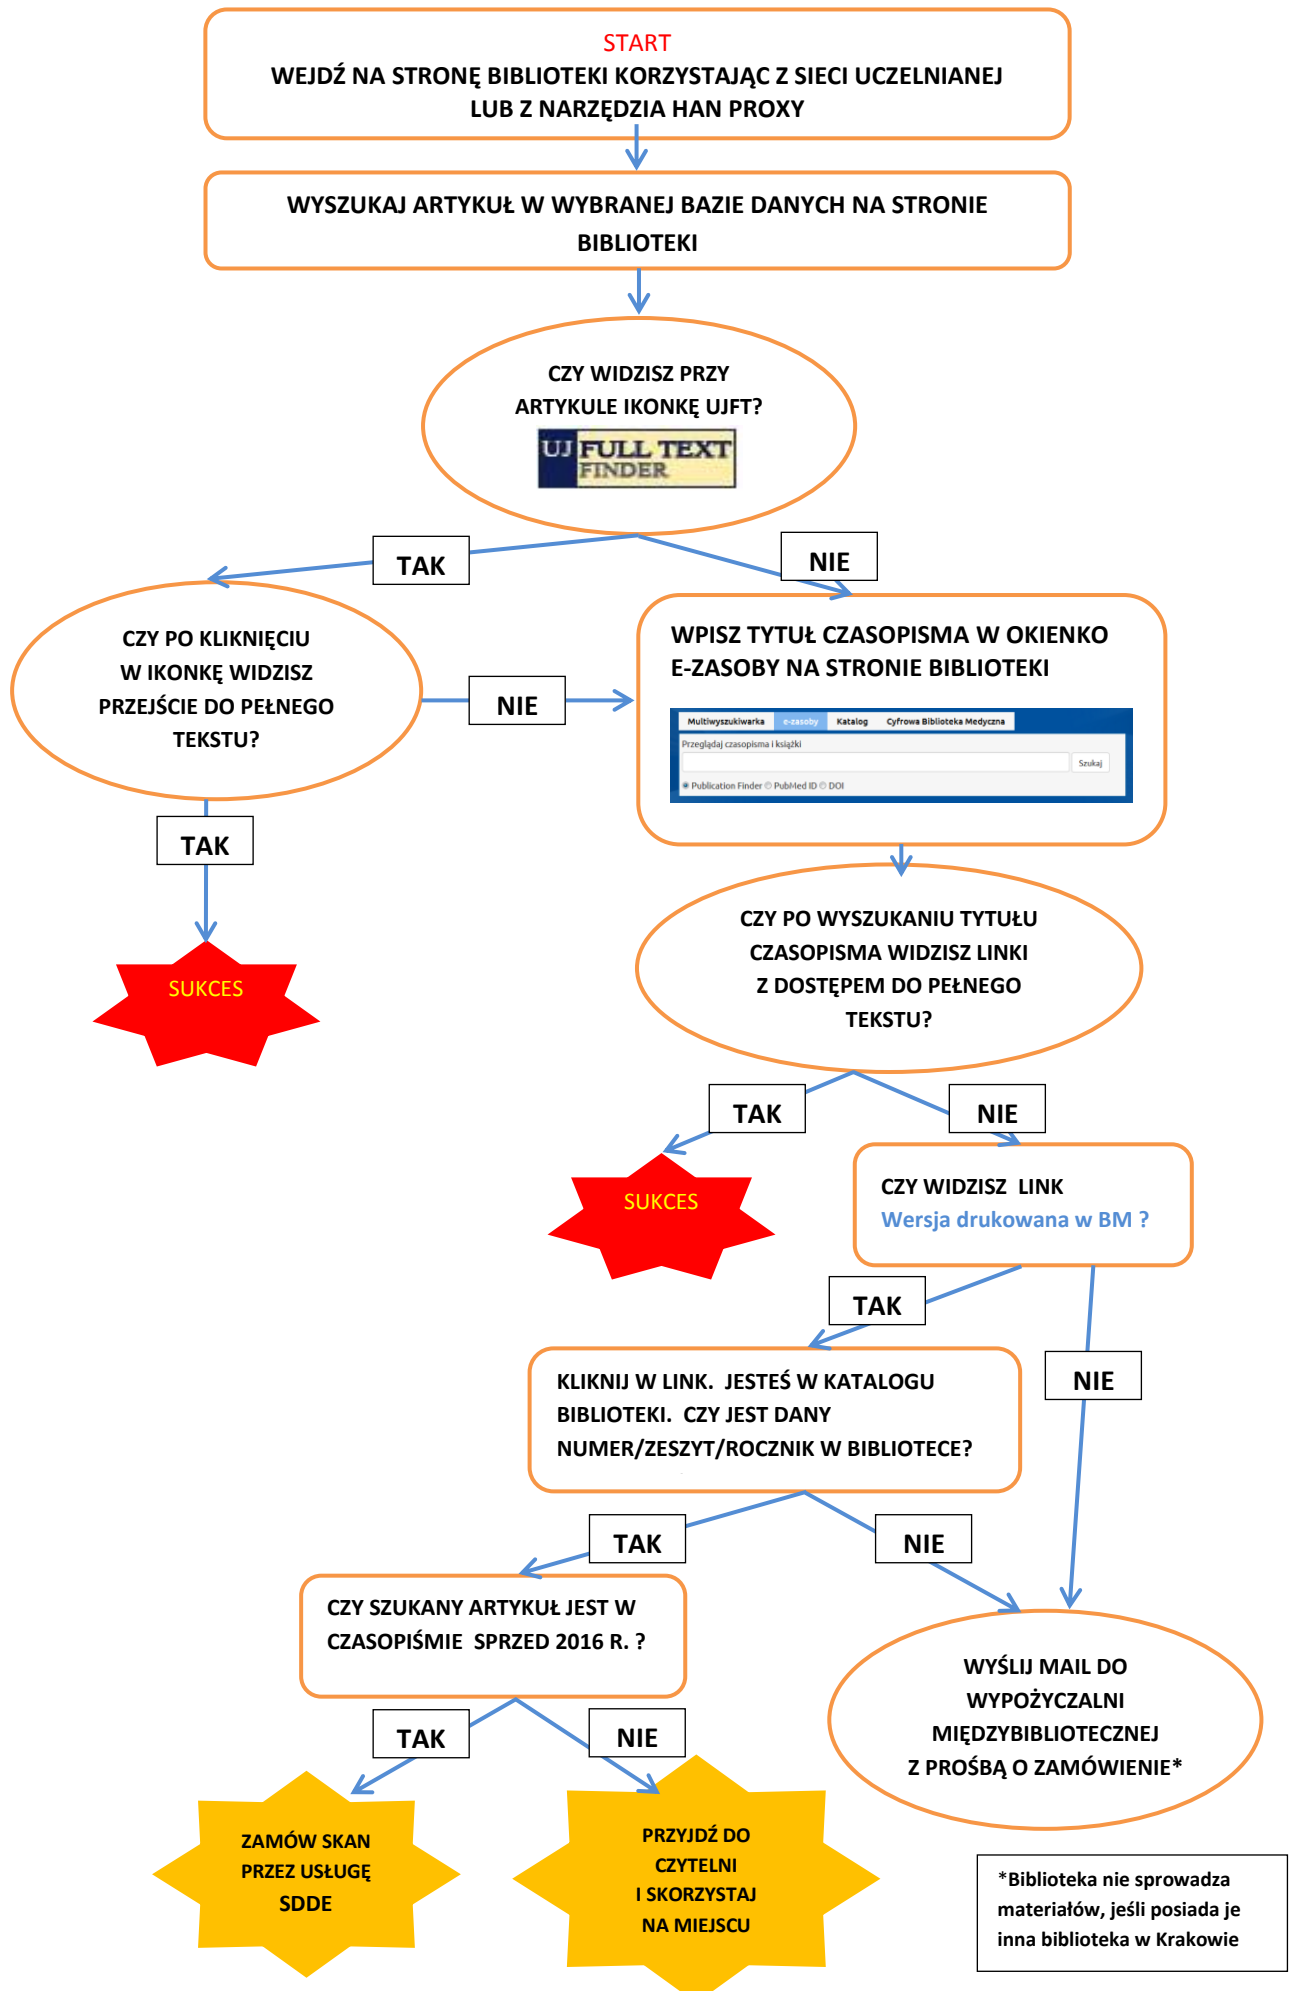 START
WEJDŹ NA STRONĘ BIBLIOTEKI KORZYSTAJĄC Z SIECI UCZELNIANEJ
LUB Z NARZĘDZIA HAN PROXY
WYSZUKAJ ARTYKUŁ W WYBRANEJ BAZIE DANYCH NA STRONIE
BIBLIOTEKI
CZY WIDZISZ PRZY
ARTYKULE IKONKĘ UJFT?
UJ FULL TEXT
FINDER
TAK
NIE
CZY PO KLIKNIĘCIU
W IKONKĘ WIDZISZ
PRZEJŚCIE DO PEŁNEGO
TEKSTU?
NIE
WPISZ TYTUŁ CZASOPISMA W OKIENKO
E-ZASOBY NA STRONIE BIBLIOTEKI
Multiwyszukiwarka e-zasoby Katalog Cyfrowa Biblioteka Medyczna
Przeglądaj czasopisma i książki
Szukaj
Publication Finder PubMed ID DOI
TAK
SUKCES
CZY PO WYSZUKANIU TYTUŁU
CZASOPISMA WIDZISZ LINKI
Z DOSTĘPEM DO PEŁNEGO
TEKSTU?
TAK
NIE
SUKCES
CZY WIDZISZ LINK
Wersja drukowana w BM ?
TAK
NIE
KLIKNIJ W LINK. JESTEŚ W KATALOGU
BIBLIOTEKI. CZY JEST DANY
NUMER/ZESZYT/ROCZNIK W BIBLIOTECE?
TAK
NIE
CZY SZUKANY ARTYKUŁ JEST W
CZASOPIŚMIE SPRZED 2016 R. ?
WYŚLIJ MAIL DO
WYPOŻYCZALNI
MIĘDZYBIBLIOTECZNEJ
Z PROŚBĄ O ZAMÓWIENIE*
TAK
NIE
ZAMÓW SKAN
PRZEZ USŁUGĘ
SDDE
PRZYJDŹ DO
CZYTELNI
I SKORZYSTAJ
NA MIEJSCU
*Biblioteka nie sprowadza
materiałów, jeśli posiada je
inna biblioteka w Krakowie